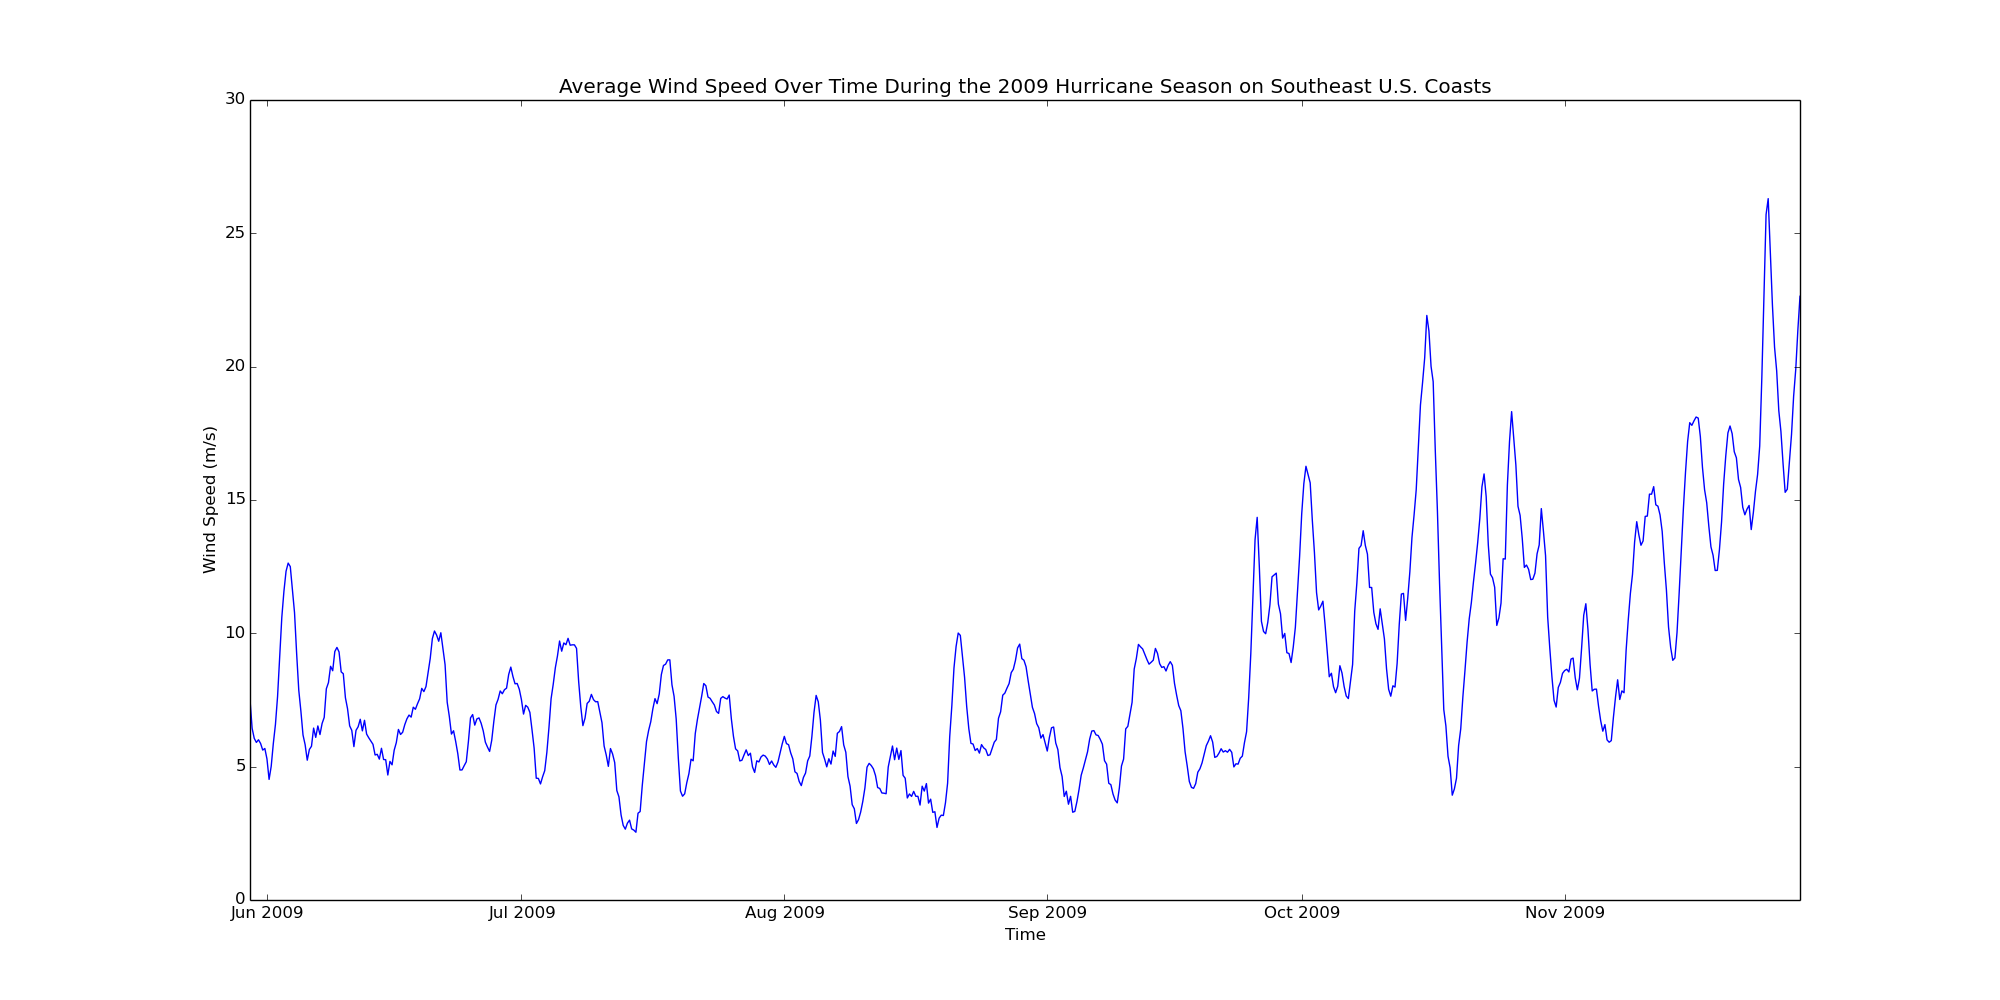 Average Wind Speed Over Time During the 2009 Hurricane Season on Southeast U.S. Coasts
30
25
20
15
10
5
0
Wind Speed (m/s)
Jun 2009 Jul 2009 Aug 2009 Sep 2009 Oct 2009 Nov 2009
Time